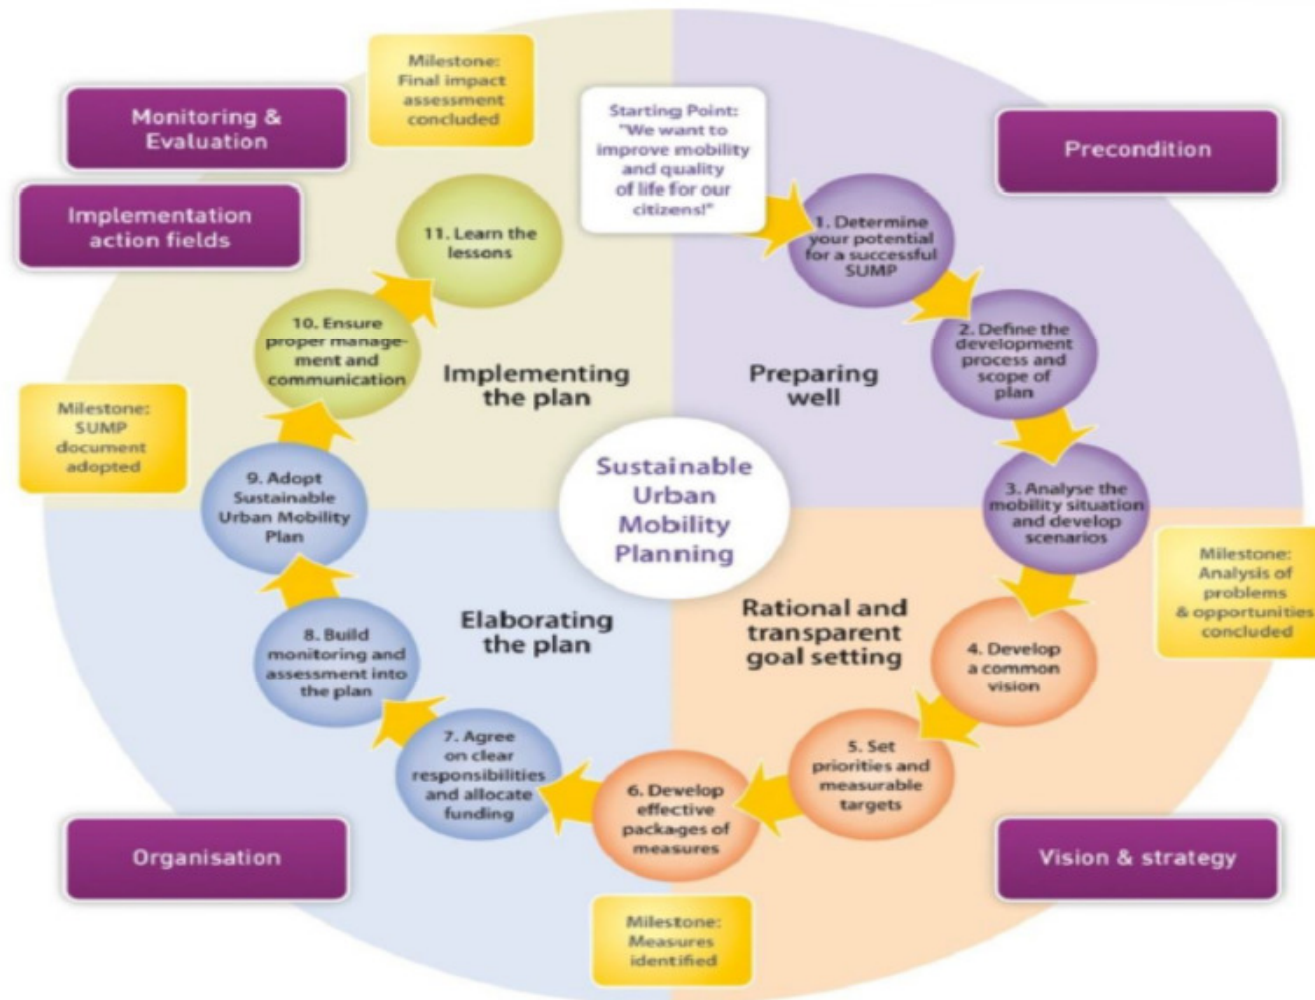 Milestone:
Final impact
assessment
concluded
Monitoring &
Evaluation
Implementation
action fields
Starting Point:
"We want to
improve mobility
and quality
of life for our
citizens!"
Precondition
1. Determine
your potential
for a successful
SUMP
2. Define the
development
process and
scope of
plan
3. Analyse the
mobility situation
and develop
scenarios
Milestone:
Analysis of
problems
& opportunities
concluded
Preparing
well
Rational and
transparent
goal setting
4. Develop
a common
vision
5. Set
priorities and
measurable
targets
6. Develop
effective
packages of
measures
Vision & strategy
Milestone:
Measures
identified
Elaborating
the plan
7. Agree
on clear
responsibilities
and allocate
funding
8. Build
monitoring and
assessment into
the plan
9. Adopt
Sustainable
Urban Mobility
Plan
Organisation
Milestone:
SUMP
document
adopted
Implementing
the plan
10. Ensure
proper manage-
ment and
communication
11. Learn the
lessons
Sustainable
Urban
Mobility
Planning